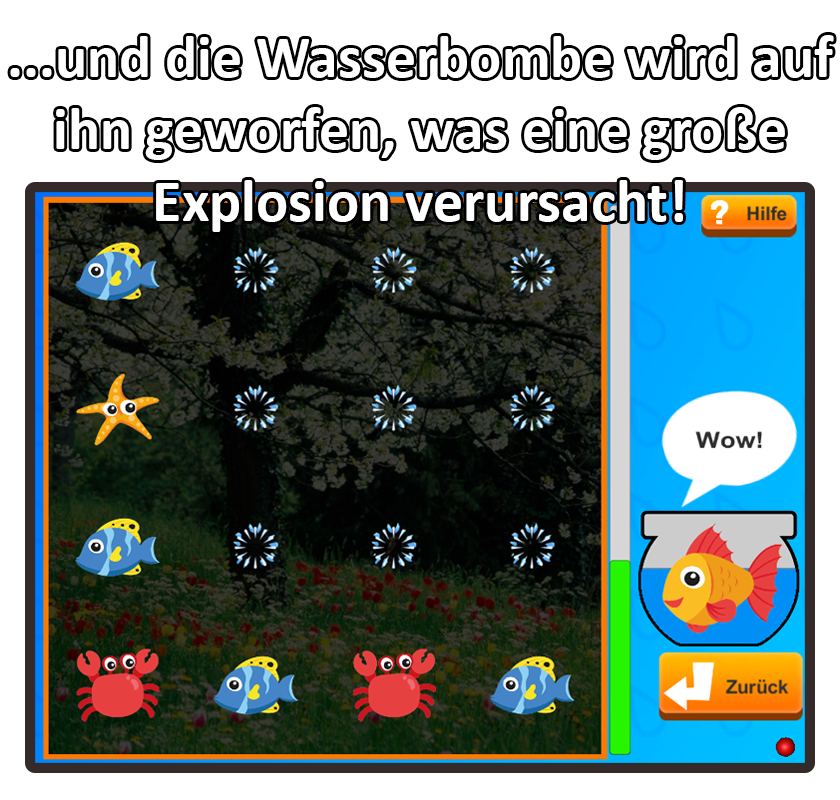 ...und die Wasserbombe wird auf
ihn geworfen, was eine große
Explosion verursacht!
? Hilfe
Wow!
Zurück